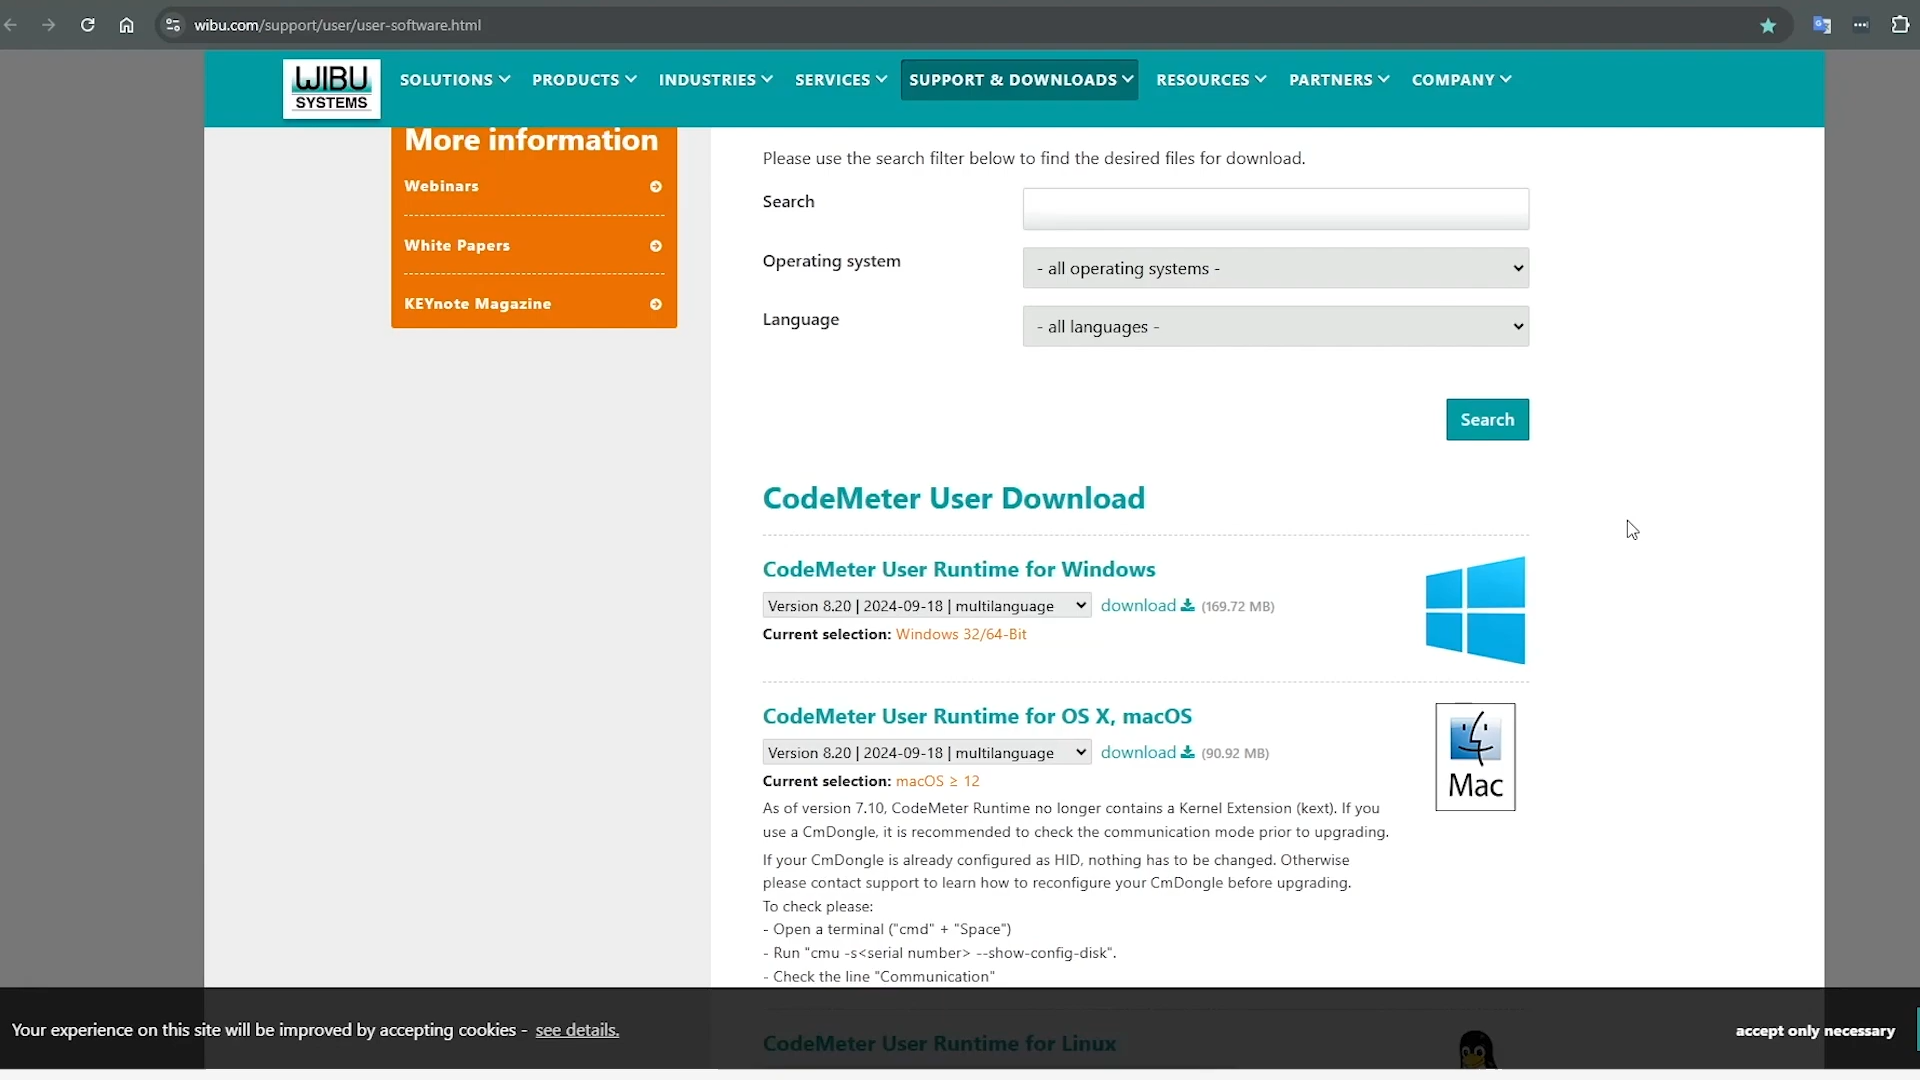 wibu.com/support/user/user-software.html
WIBU
SYSTEMS
SOLUTIONS
PRODUCTS
INDUSTRIES
SERVICES
SUPPORT & DOWNLOADS
RESOURCES
PARTNERS
COMPANY
More information
Webinars
White Papers
KEYnote Magazine
Please use the search filter below to find the desired files for download.
Search
Operating system
- all operating systems -
Language
- all languages -
Search
CodeMeter User Download
CodeMeter User Runtime for Windows
Version 8.20 | 2024-09-18 | multilanguage
download (169.72 MB)
Current selection: Windows 32/64-Bit
CodeMeter User Runtime for OS X, macOS
Version 8.20 | 2024-09-18 | multilanguage
download (90.92 MB)
Current selection: macOS ≥ 12
Mac
As of version 7.10, CodeMeter Runtime no longer contains a Kernel Extension (kext). If you
use a CmDongle, it is recommended to check the communication mode prior to upgrading.
If your CmDongle is already configured as HID, nothing has to be changed. Otherwise
please contact support to learn how to reconfigure your CmDongle before upgrading.
To check please:
- Open a terminal ("cmd" + "Space")
- Run "cmu -s<serial number> --show-config-disk".
- Check the line "Communication"
Your experience on this site will be improved by accepting cookies - see details.
accept only necessary
CodeMeter User Runtime for Linux